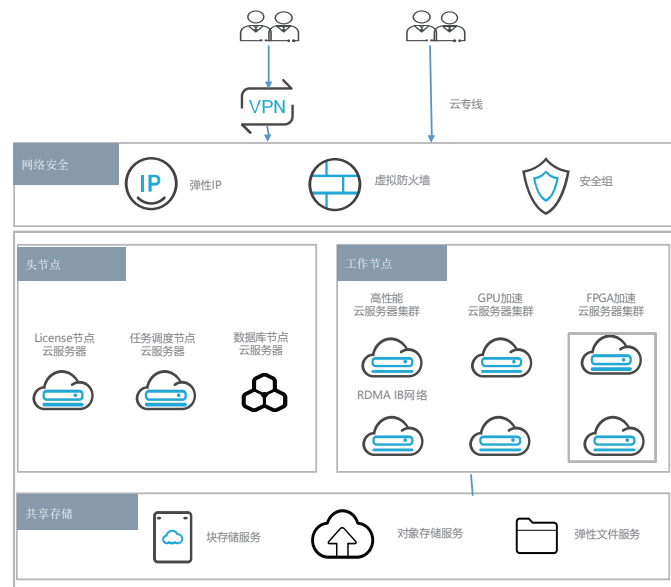 VPN
云专线
网络安全
IP
弹性IP
虚拟防火墙
安全组
头节点
License节点
云服务器
任务调度节点
云服务器
数据库节点
云服务器
工作节点
高性能
云服务器集群
GPU加速
云服务器集群
FPGA加速
云服务器集群
RDMA IB网络
共享存储
块存储服务
对象存储服务
弹性文件服务